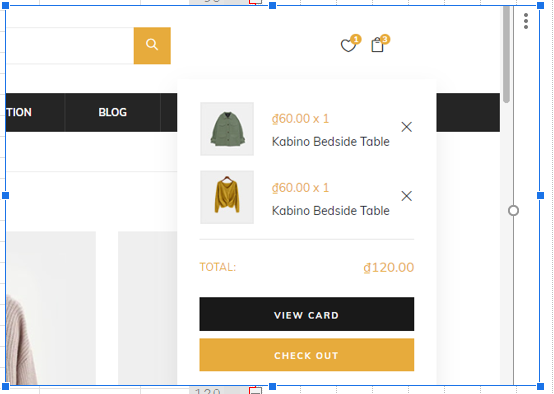 1
3
TION
BLOG
₫60.00 x 1
Kabino Bedside Table
₫60.00 x 1
Kabino Bedside Table
TOTAL: ₫120.00
VIEW CARD
CHECK OUT
120